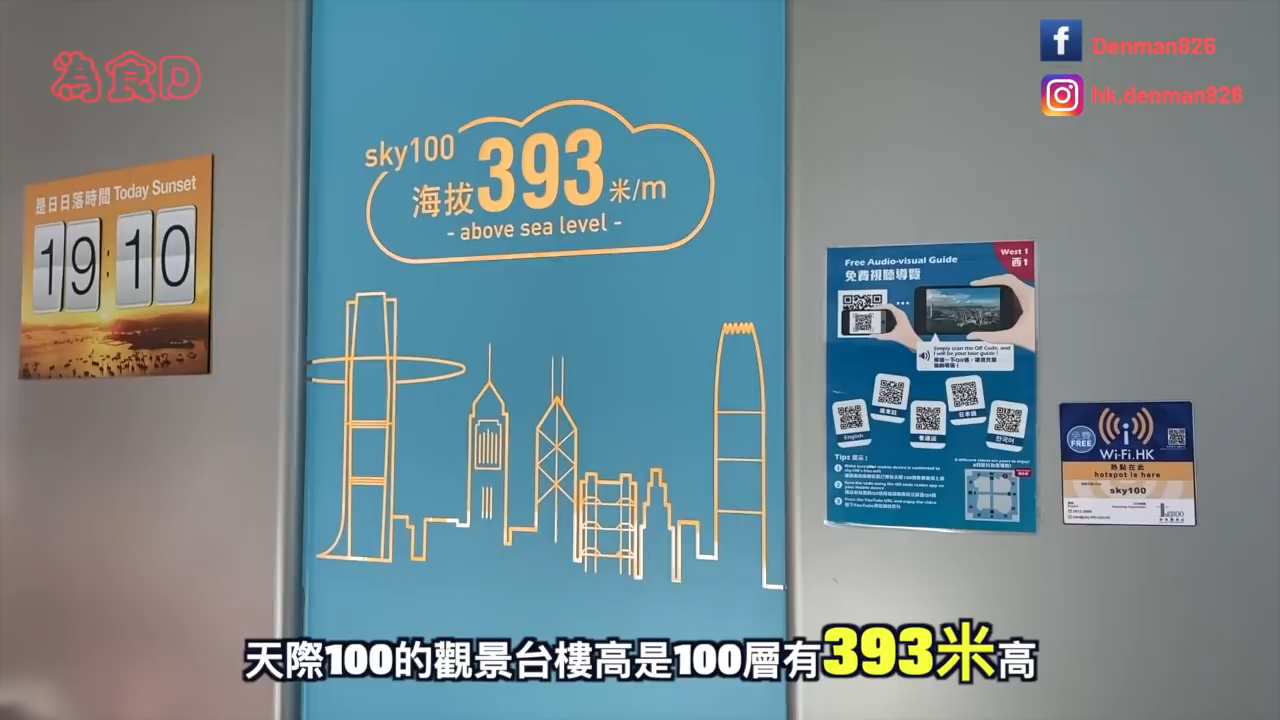 為食D
Denman826
hk.denman826
是日日落時間 Today Sunset
19:10
sky100
海拔393米/m
- above sea level -
West 1
西1
Free Audio-visual Guide
免費視聽導覽
Simply scan the QR Code, and
I will be your tour guide!
English
廣東話
普通話
日本語
한국어
Tips 提示:
免費
FREE
Wi-Fi.HK
熱點在此
hotspot is here
sky100
天際100的觀景台樓高是100層有393米高